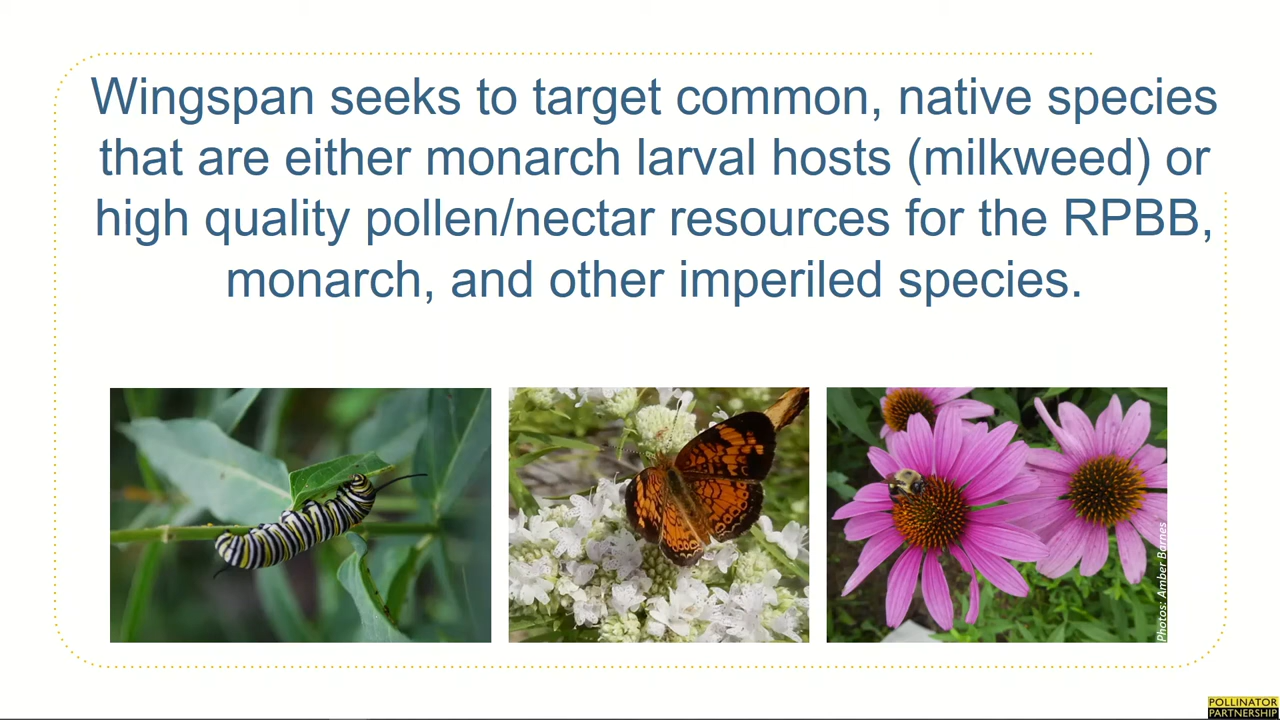 Wingspan seeks to target common, native species
that are either monarch larval hosts (milkweed) or
high quality pollen/nectar resources for the RPBB,
monarch, and other imperiled species.
Photos: Amber Barnes
POLLINATOR
PARTNERSHIP